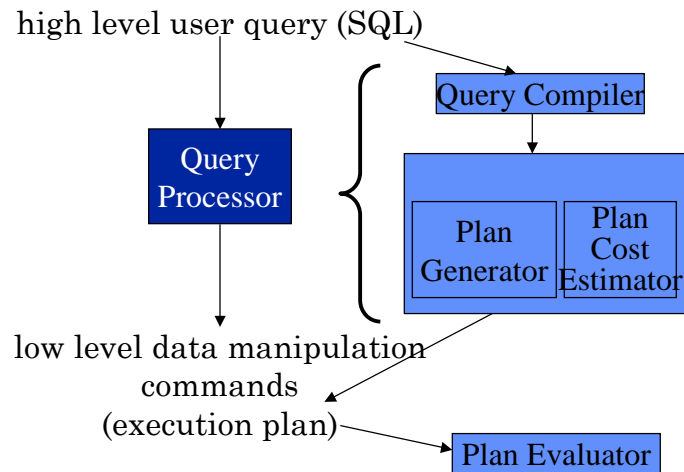 high level user query (SQL)
Query Compiler
Query
Processor
Plan
Generator
Plan
Cost
Estimator
low level data manipulation
commands
(execution plan)
Plan Evaluator